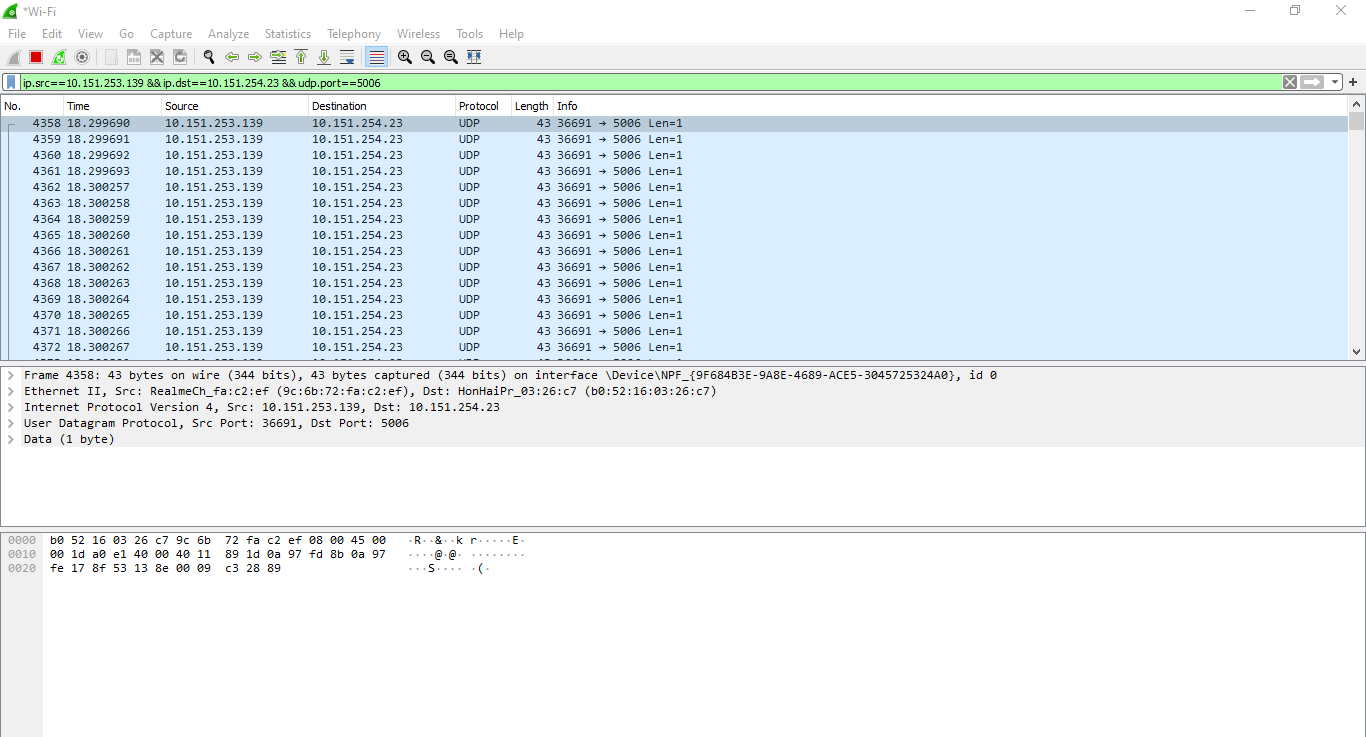 *Wi-Fi
File Edit View Go Capture Analyze Statistics Telephony Wireless Tools Help
ip.src==10.151.253.139 && ip.dst==10.151.254.23 && udp.port==5006
No. Time Source Destination Protocol Length Info
4358 18.299690 10.151.253.139 10.151.254.23 UDP 43 36691 → 5006 Len=1
4359 18.299691 10.151.253.139 10.151.254.23 UDP 43 36691 → 5006 Len=1
4360 18.299692 10.151.253.139 10.151.254.23 UDP 43 36691 → 5006 Len=1
4361 18.299693 10.151.253.139 10.151.254.23 UDP 43 36691 → 5006 Len=1
4362 18.300257 10.151.253.139 10.151.254.23 UDP 43 36691 → 5006 Len=1
4363 18.300258 10.151.253.139 10.151.254.23 UDP 43 36691 → 5006 Len=1
4364 18.300259 10.151.253.139 10.151.254.23 UDP 43 36691 → 5006 Len=1
4365 18.300260 10.151.253.139 10.151.254.23 UDP 43 36691 → 5006 Len=1
4366 18.300261 10.151.253.139 10.151.254.23 UDP 43 36691 → 5006 Len=1
4367 18.300262 10.151.253.139 10.151.254.23 UDP 43 36691 → 5006 Len=1
4368 18.300263 10.151.253.139 10.151.254.23 UDP 43 36691 → 5006 Len=1
4369 18.300264 10.151.253.139 10.151.254.23 UDP 43 36691 → 5006 Len=1
4370 18.300265 10.151.253.139 10.151.254.23 UDP 43 36691 → 5006 Len=1
4371 18.300266 10.151.253.139 10.151.254.23 UDP 43 36691 → 5006 Len=1
4372 18.300267 10.151.253.139 10.151.254.23 UDP 43 36691 → 5006 Len=1
Frame 4358: 43 bytes on wire (344 bits), 43 bytes captured (344 bits) on interface \Device\NPF_{9F684B3E-9A8E-4689-ACE5-3045725324A0}, id 0
Ethernet II, Src: RealmeCh_fa:c2:ef (9c:6b:72:fa:c2:ef), Dst: HonHaiPr_03:26:c7 (b0:52:16:03:26:c7)
Internet Protocol Version 4, Src: 10.151.253.139, Dst: 10.151.254.23
User Datagram Protocol, Src Port: 36691, Dst Port: 5006
Data (1 byte)
0000 b0 52 16 03 26 c7 9c 6b 72 fa c2 ef 08 00 45 00 ·R··&··k r·····E·
0010 00 1d a0 e1 40 00 40 11 89 1d 0a 97 fd 8b 0a 97 ····@·@· ········
0020 fe 17 8f 53 13 8e 00 09 c3 28 89 ···S···· ·(·